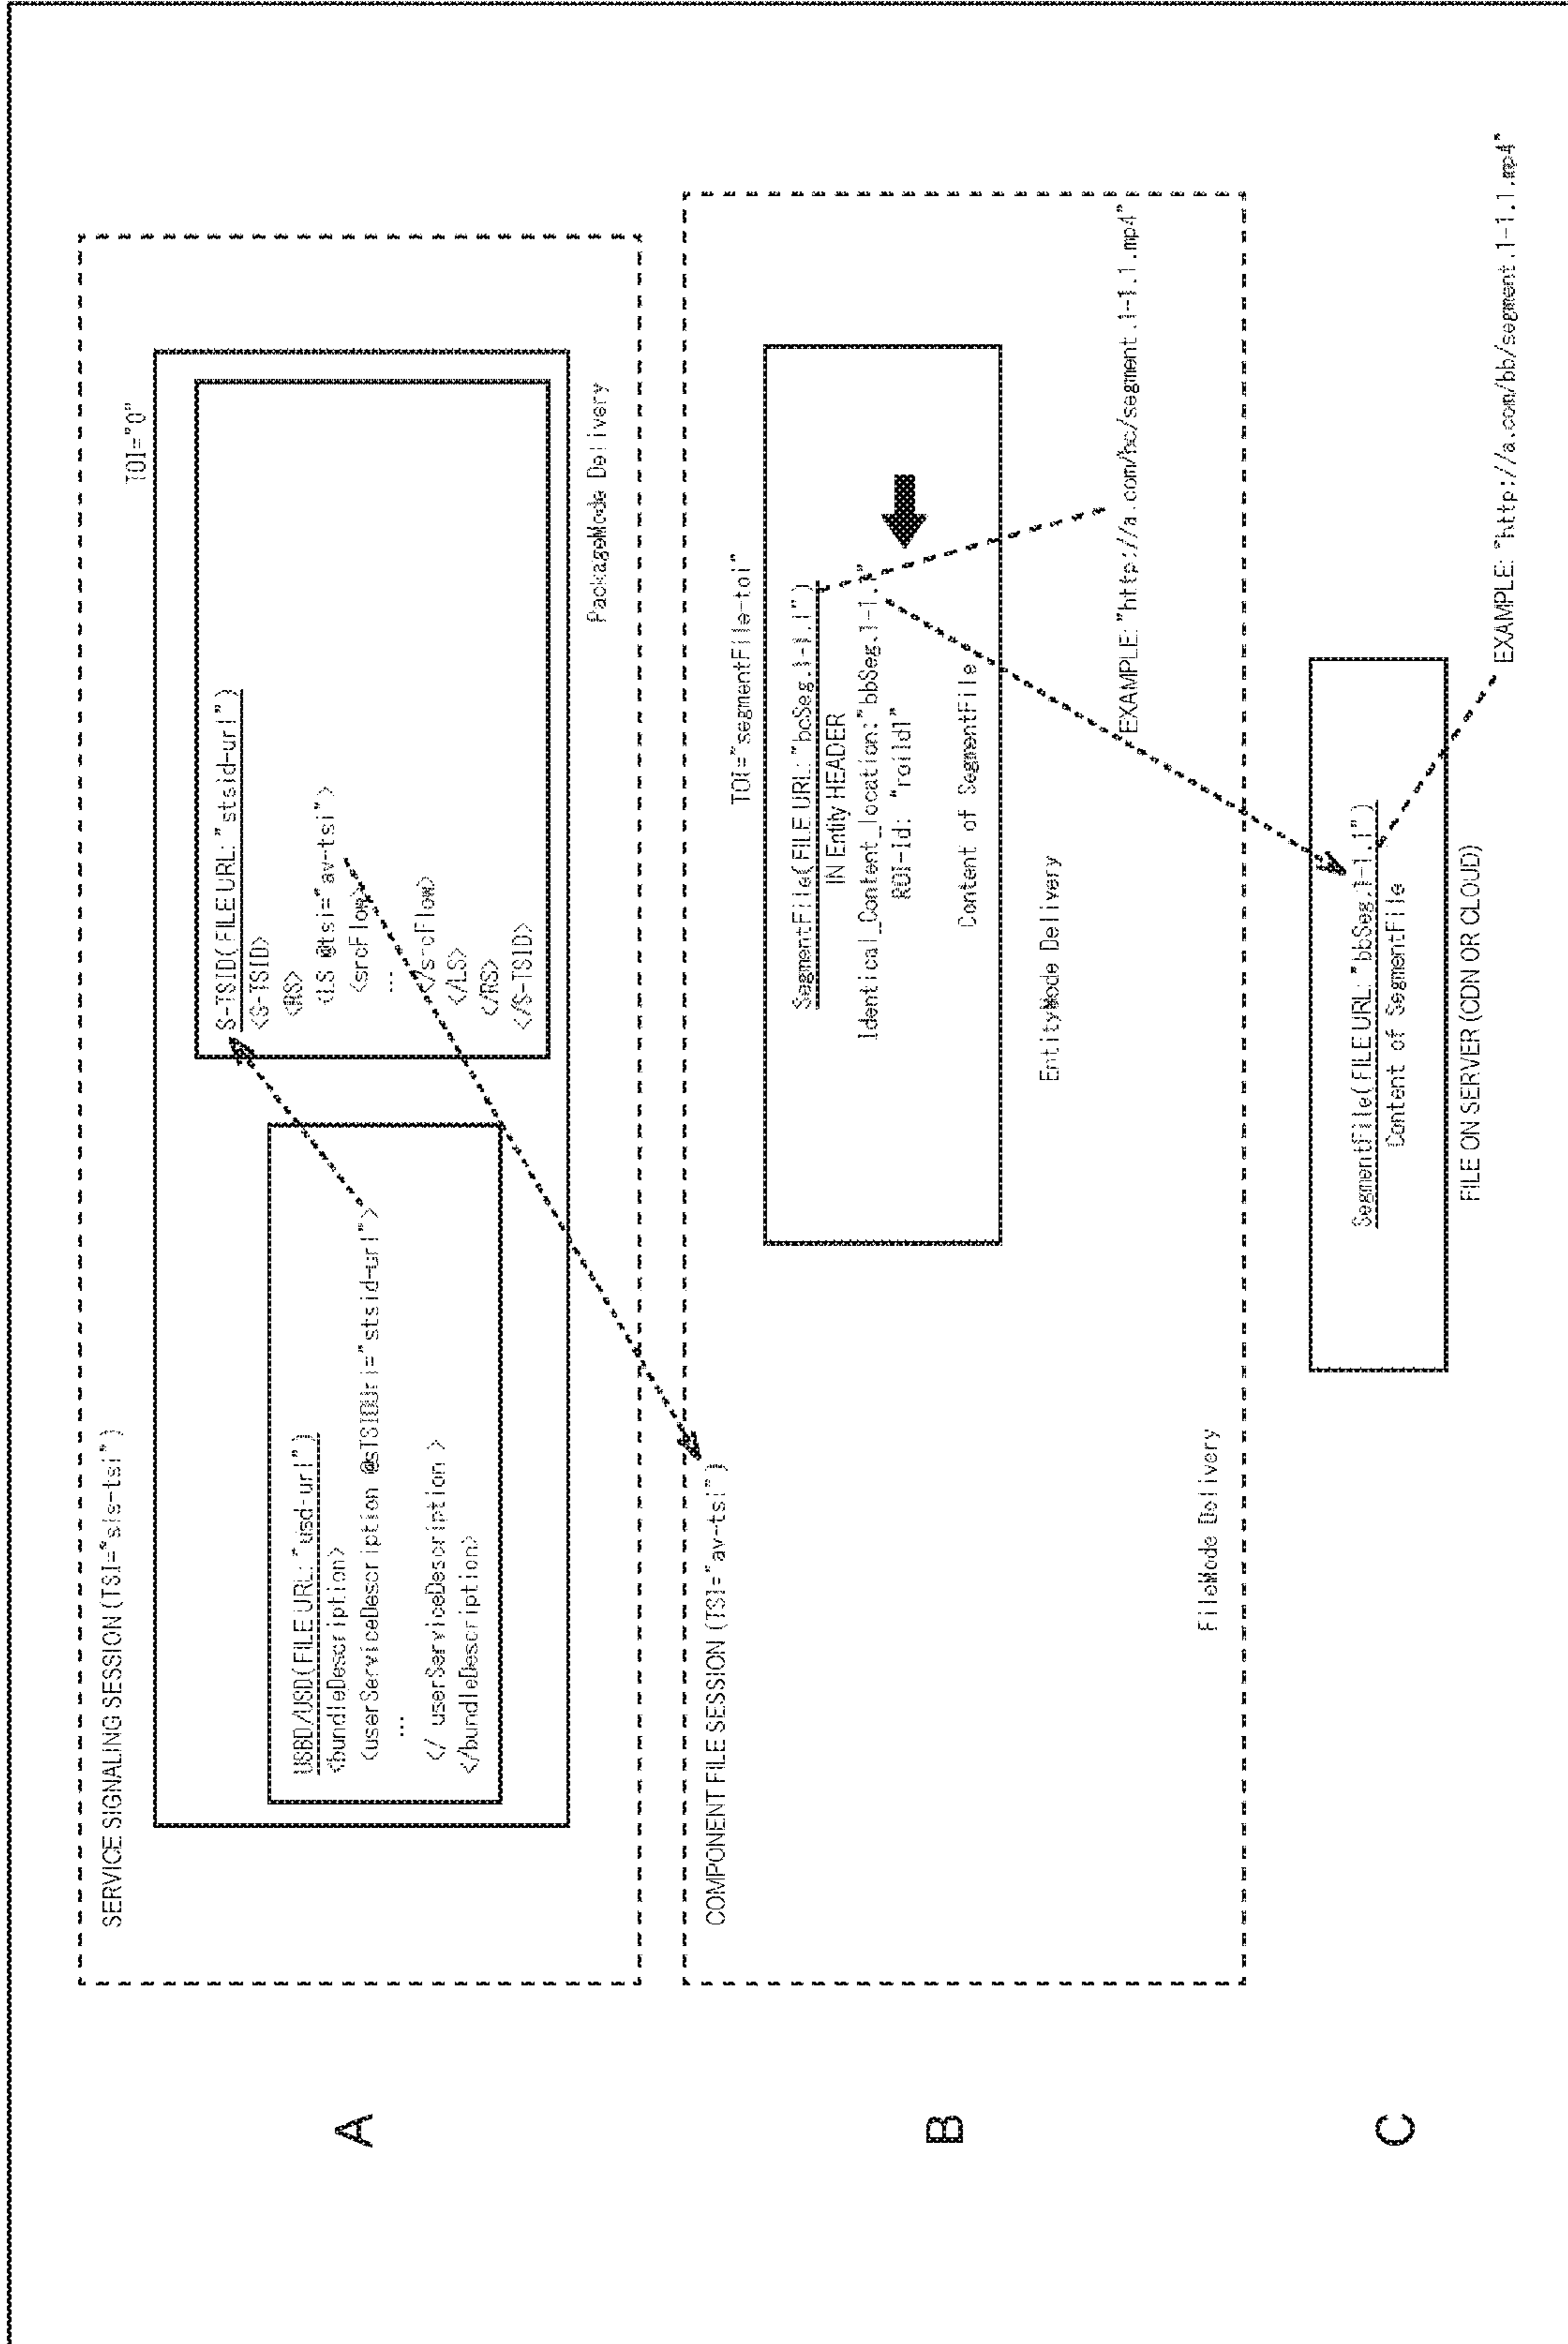 A
SERVICE SIGNALING SESSION (TSI="sls-tsi")
TOI="0"
USBD/USD(FILE URL: "usd-url")
<bundleDescription>
<userServiceDescription @sTSIDUri="stsid-url">
...
</ userServiceDescription >
</bundleDescription>
S-TSID(FILE URL: "stsid-url")
<S-TSID>
<RS>
<LS @tsi="av-tsi">
<srcFlow>
...
</srcFlow>
</LS>
</RS>
</S-TSID>
PackageMode Delivery
B
COMPONENT FILE SESSION (TSI="av-tsi")
TOI="segmentFile-toi"
SegmentFile(FILE URL: "bcSeg.1-1.1")
IN Entity HEADER
Identical_Content_location:"bbSeg.1-1.1"
ROI-Id: "roiId1"
Content of SegmentFile
EntityMode Delivery
EXAMPLE: "http://a.com/bc/segment.1-1.1.mp4"
FileMode Delivery
C
SegmentFile(FILE URL: "bbSeg.1-1.1")
Content of SegmentFile
FILE ON SERVER (CDN OR CLOUD)
EXAMPLE: "http://a.com/bb/segment.1-1.1.mp4"